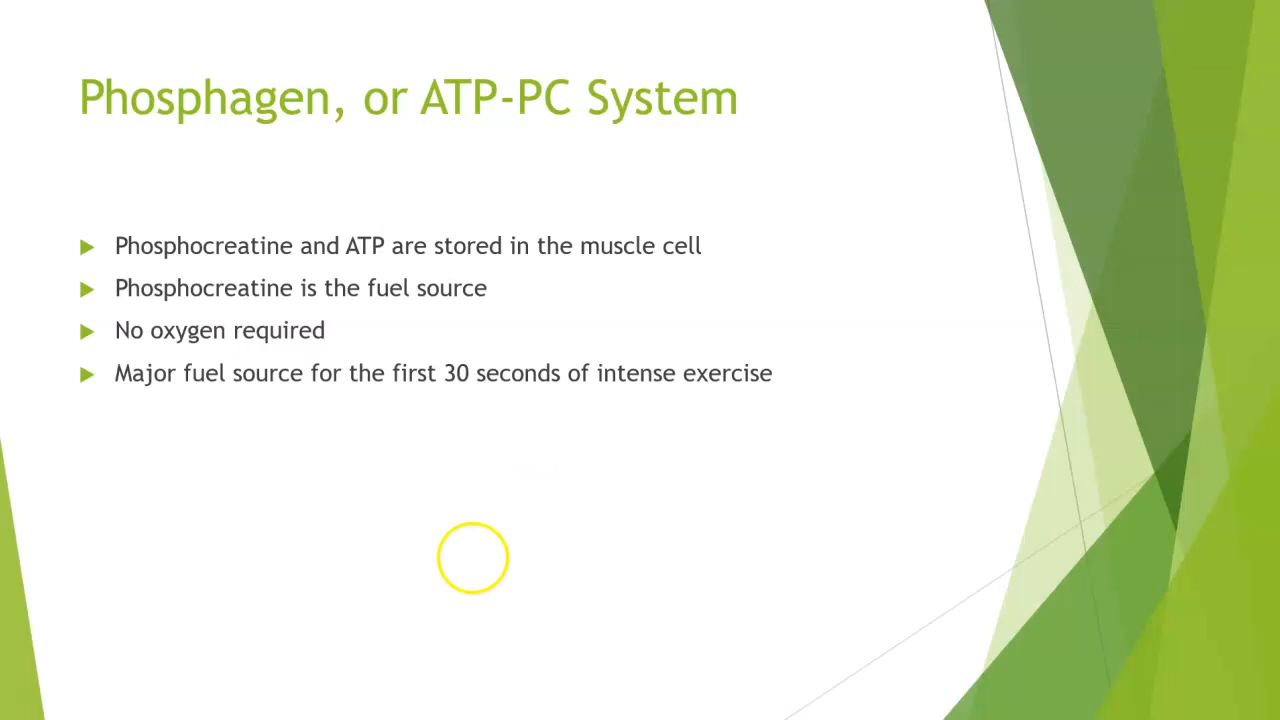 Phosphagen, or ATP-PC System
Phosphocreatine and ATP are stored in the muscle cell
Phosphocreatine is the fuel source
No oxygen required
Major fuel source for the first 30 seconds of intense exercise